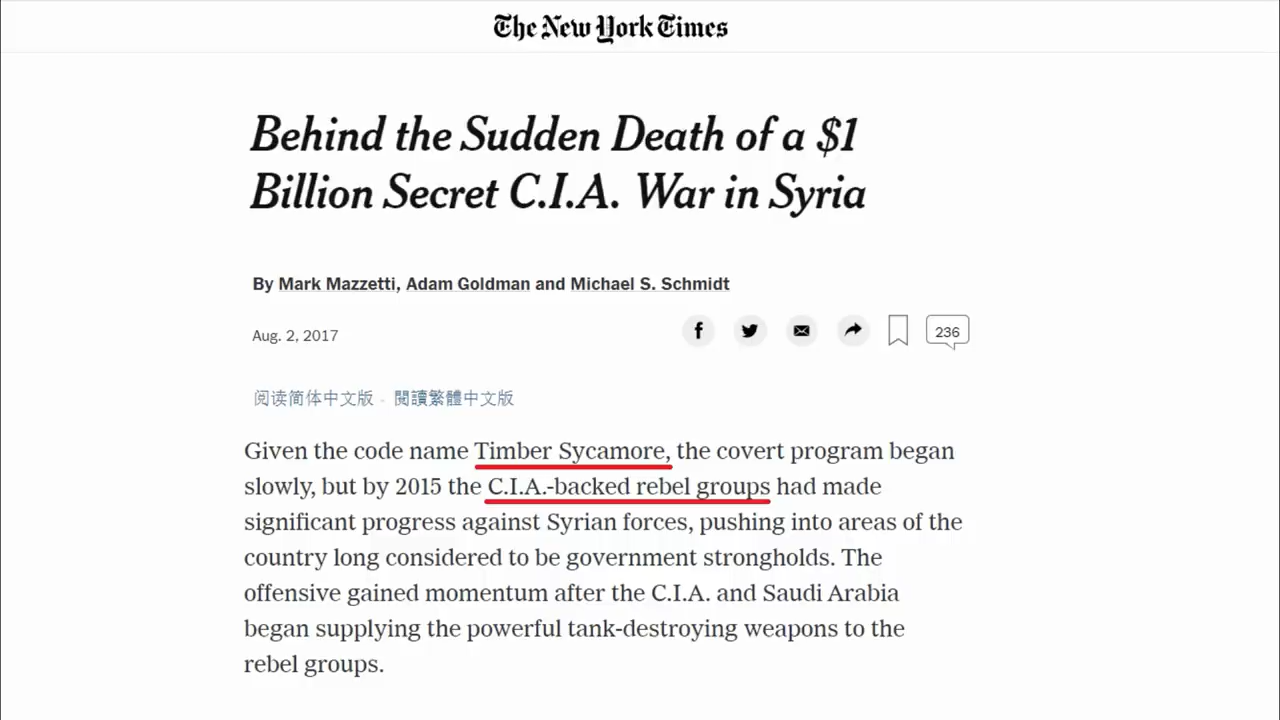 The New York Times
Behind the Sudden Death of a $1
Billion Secret C.I.A. War in Syria
By Mark Mazzetti, Adam Goldman and Michael S. Schmidt
Aug. 2, 2017
236
阅读简体中文版 · 閱讀繁體中文版
Given the code name Timber Sycamore, the covert program began
slowly, but by 2015 the C.I.A.-backed rebel groups had made
significant progress against Syrian forces, pushing into areas of the
country long considered to be government strongholds. The
offensive gained momentum after the C.I.A. and Saudi Arabia
began supplying the powerful tank-destroying weapons to the
rebel groups.